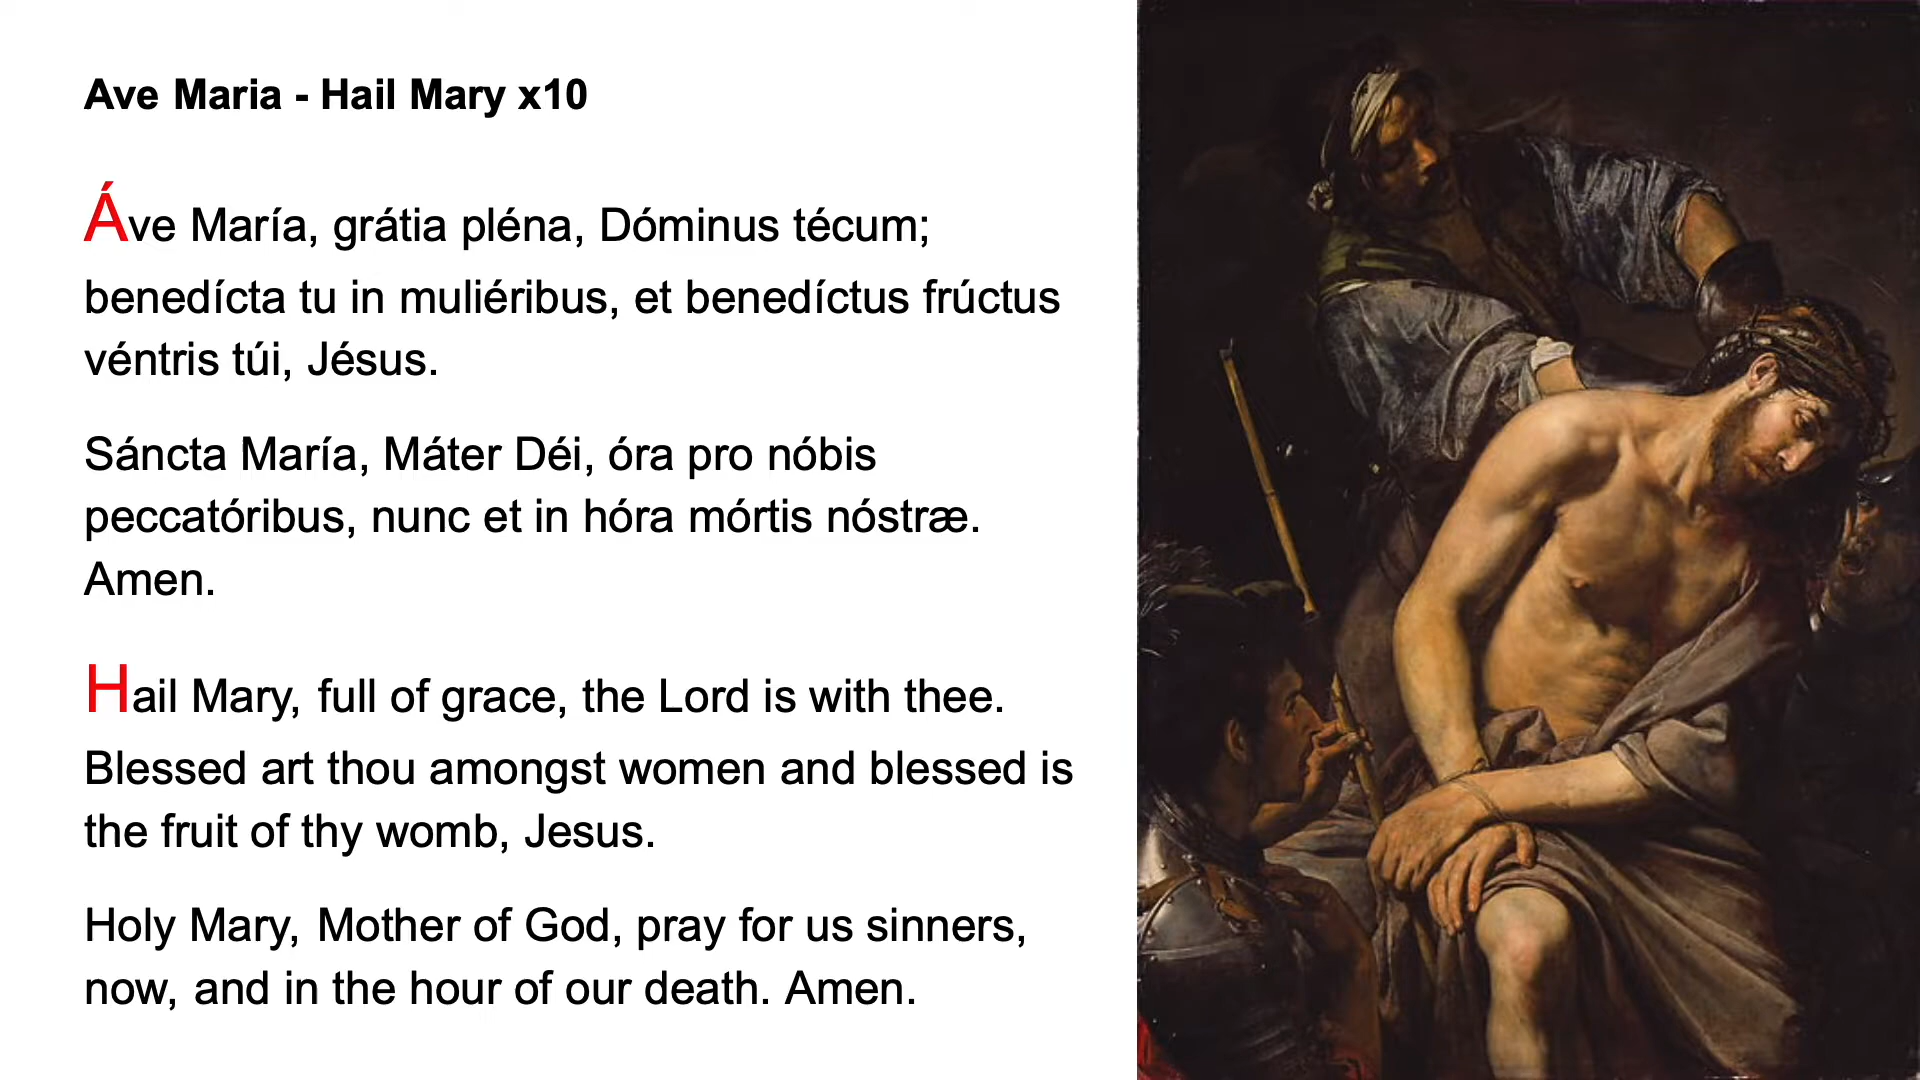 Ave Maria - Hail Mary x10
Áve María, grátia pléna, Dóminus técum;
benedícta tu in muliéribus, et benedíctus frúctus
véntris túi, Jésus.
Sáncta María, Máter Déi, óra pro nóbis
peccatóribus, nunc et in hóra mórtis nóstræ.
Amen.
Hail Mary, full of grace, the Lord is with thee.
Blessed art thou amongst women and blessed is
the fruit of thy womb, Jesus.
Holy Mary, Mother of God, pray for us sinners,
now, and in the hour of our death. Amen.